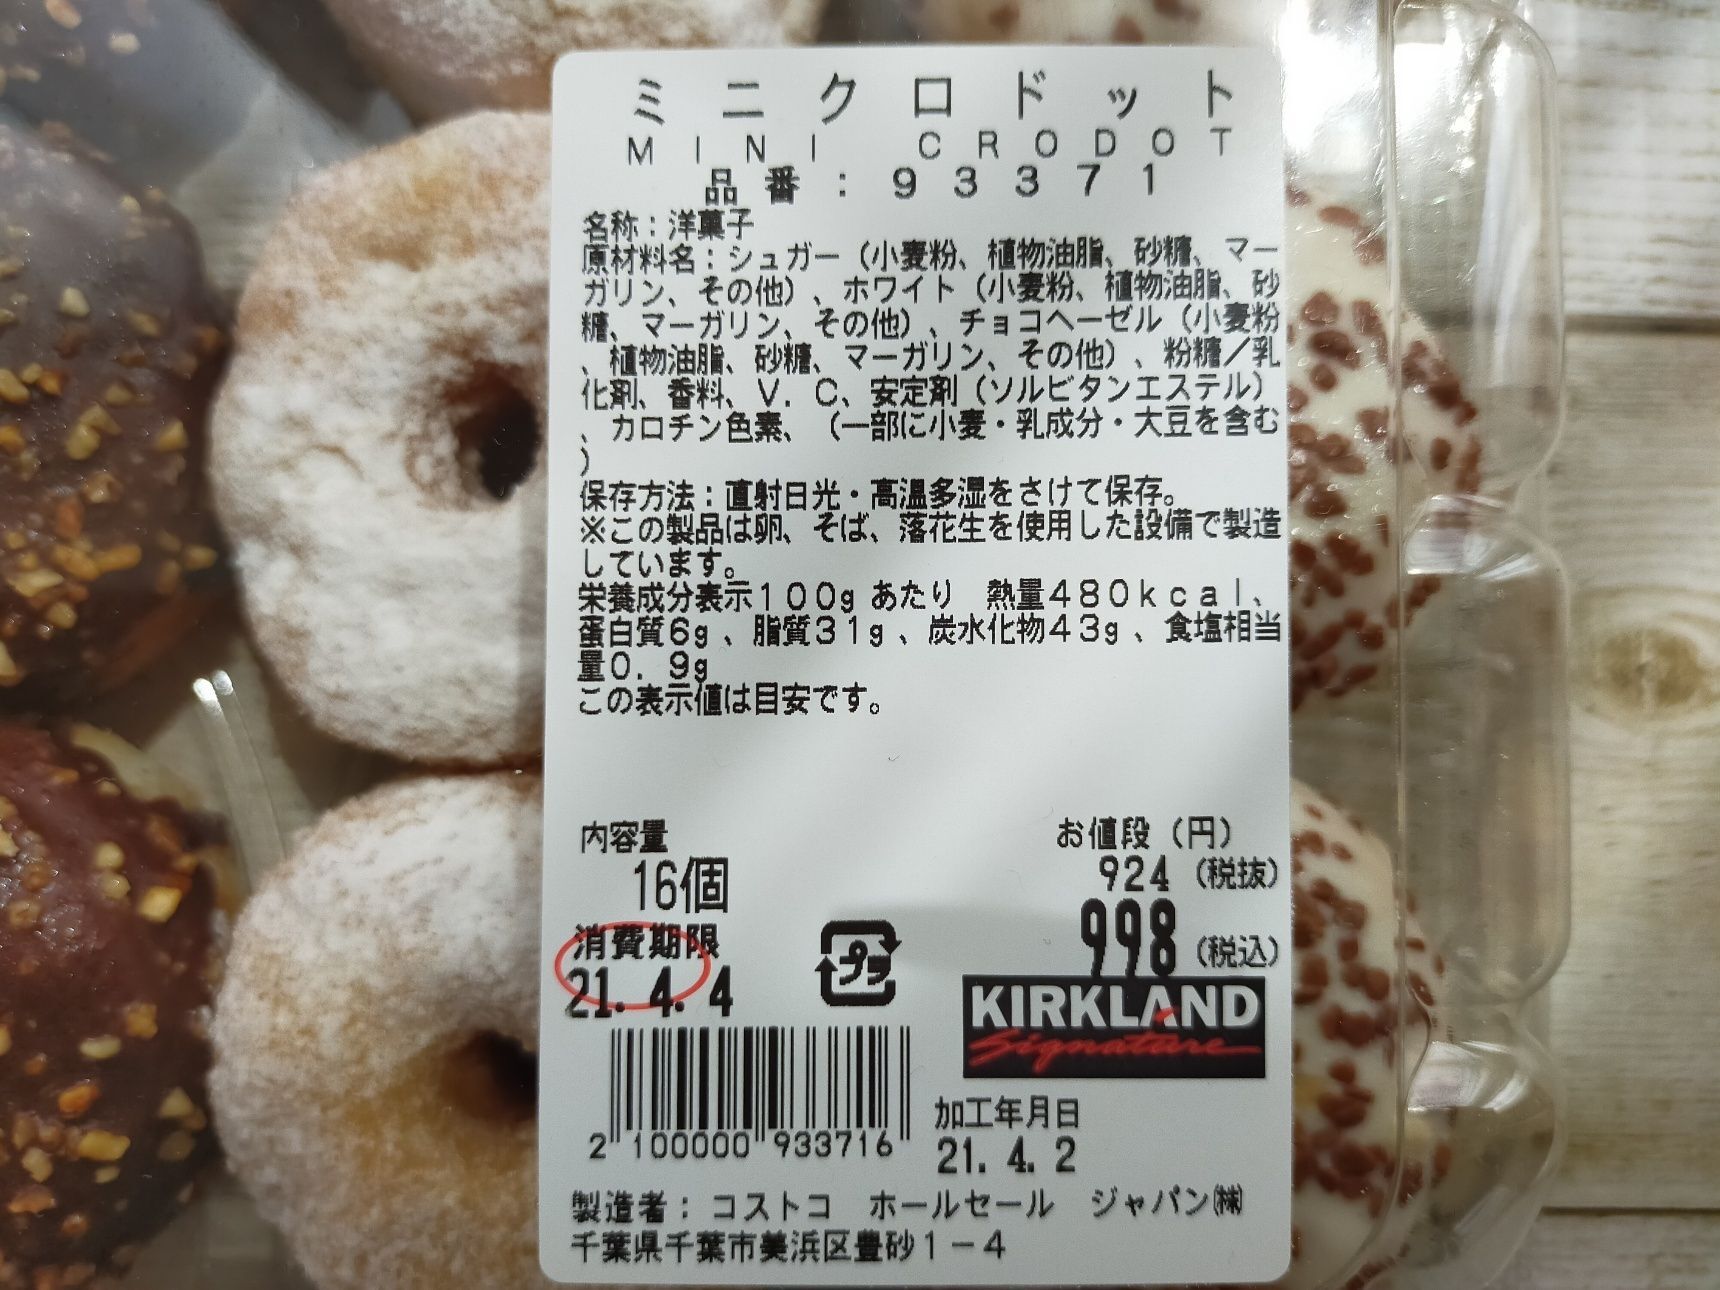 ミニクロドット
MINI CRODOT
品番：93371
名称：洋菓子
原材料名：シュガー（小麦粉、植物油脂、砂糖、マー
ガリン、その他）、ホワイト（小麦粉、植物油脂、砂
糖、マーガリン、その他）、チョコヘーゼル（小麦粉
、植物油脂、砂糖、マーガリン、その他）、粉糖／乳
化剤、香料、V．C、安定剤（ソルビタンエステル）
、カロチン色素、（一部に小麦・乳成分・大豆を含む
）
保存方法：直射日光・高温多湿をさけて保存。
※この製品は卵、そば、落花生を使用した設備で製造
しています。
栄養成分表示100g あたり　熱量480kcal、
蛋白質6g、脂質31g、炭水化物43g、食塩相当
量0．9g
この表示値は目安です。
内容量
16個
お値段（円）
924（税抜）
998（税込）
消費期限
21. 4. 4
プラ
KIRKLAND
Signature
2 100000 933716
加工年月日
21. 4. 2
製造者：コストコ　ホールセール　ジャパン㈱
千葉県千葉市美浜区豊砂1－4